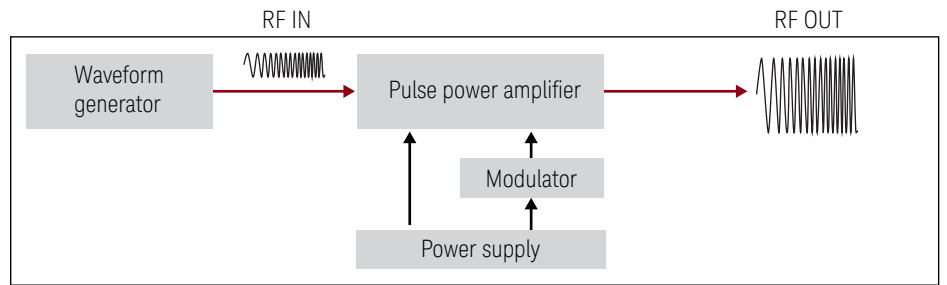 RF IN
RF OUT
Waveform
generator
Pulse power amplifier
Modulator
Power supply